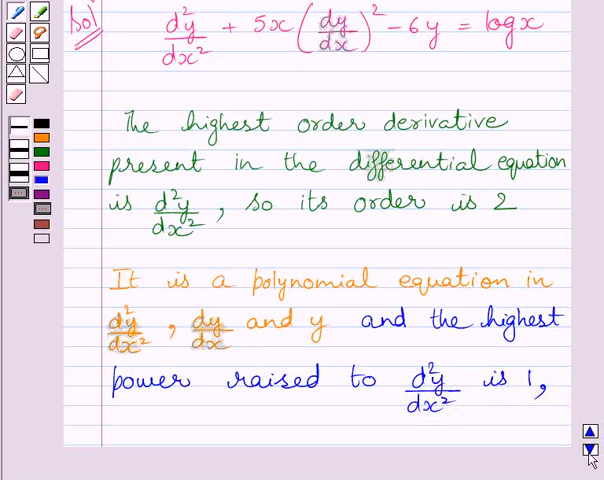 Sol d²y/dx² + 5x (dy/dx)² - 6y = log x
The highest order derivative
present in the differential equation
is d²y/dx², so its order is 2
It is a polynomial equation in
d²y/dx², dy/dx and y and the highest
power raised to d²y/dx² is 1,